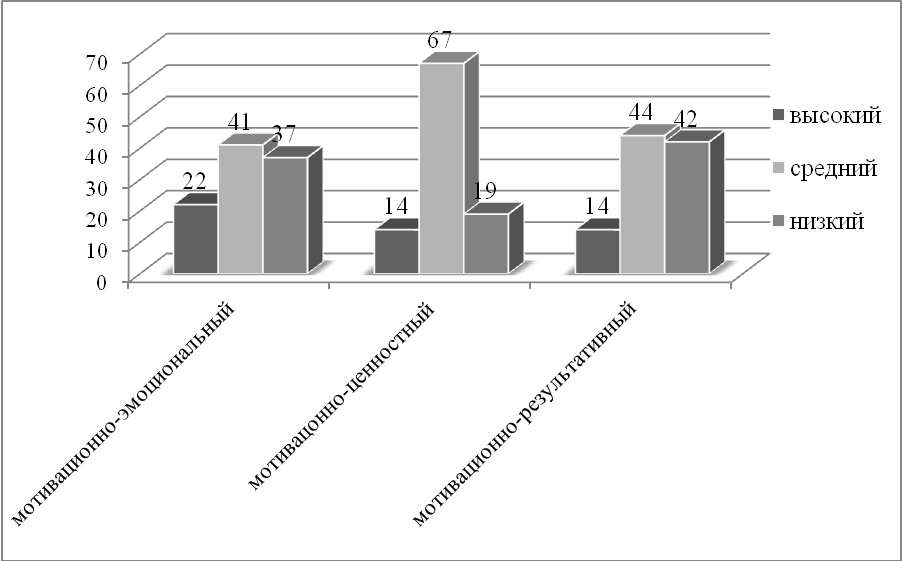 67
70
60
50
40
30
20
10
0
22
41
37
14
19
14
44
42
высокий
средний
низкий
мотивационно-эмоциональный
мотивацонно-ценностный
мотивационно-результативный